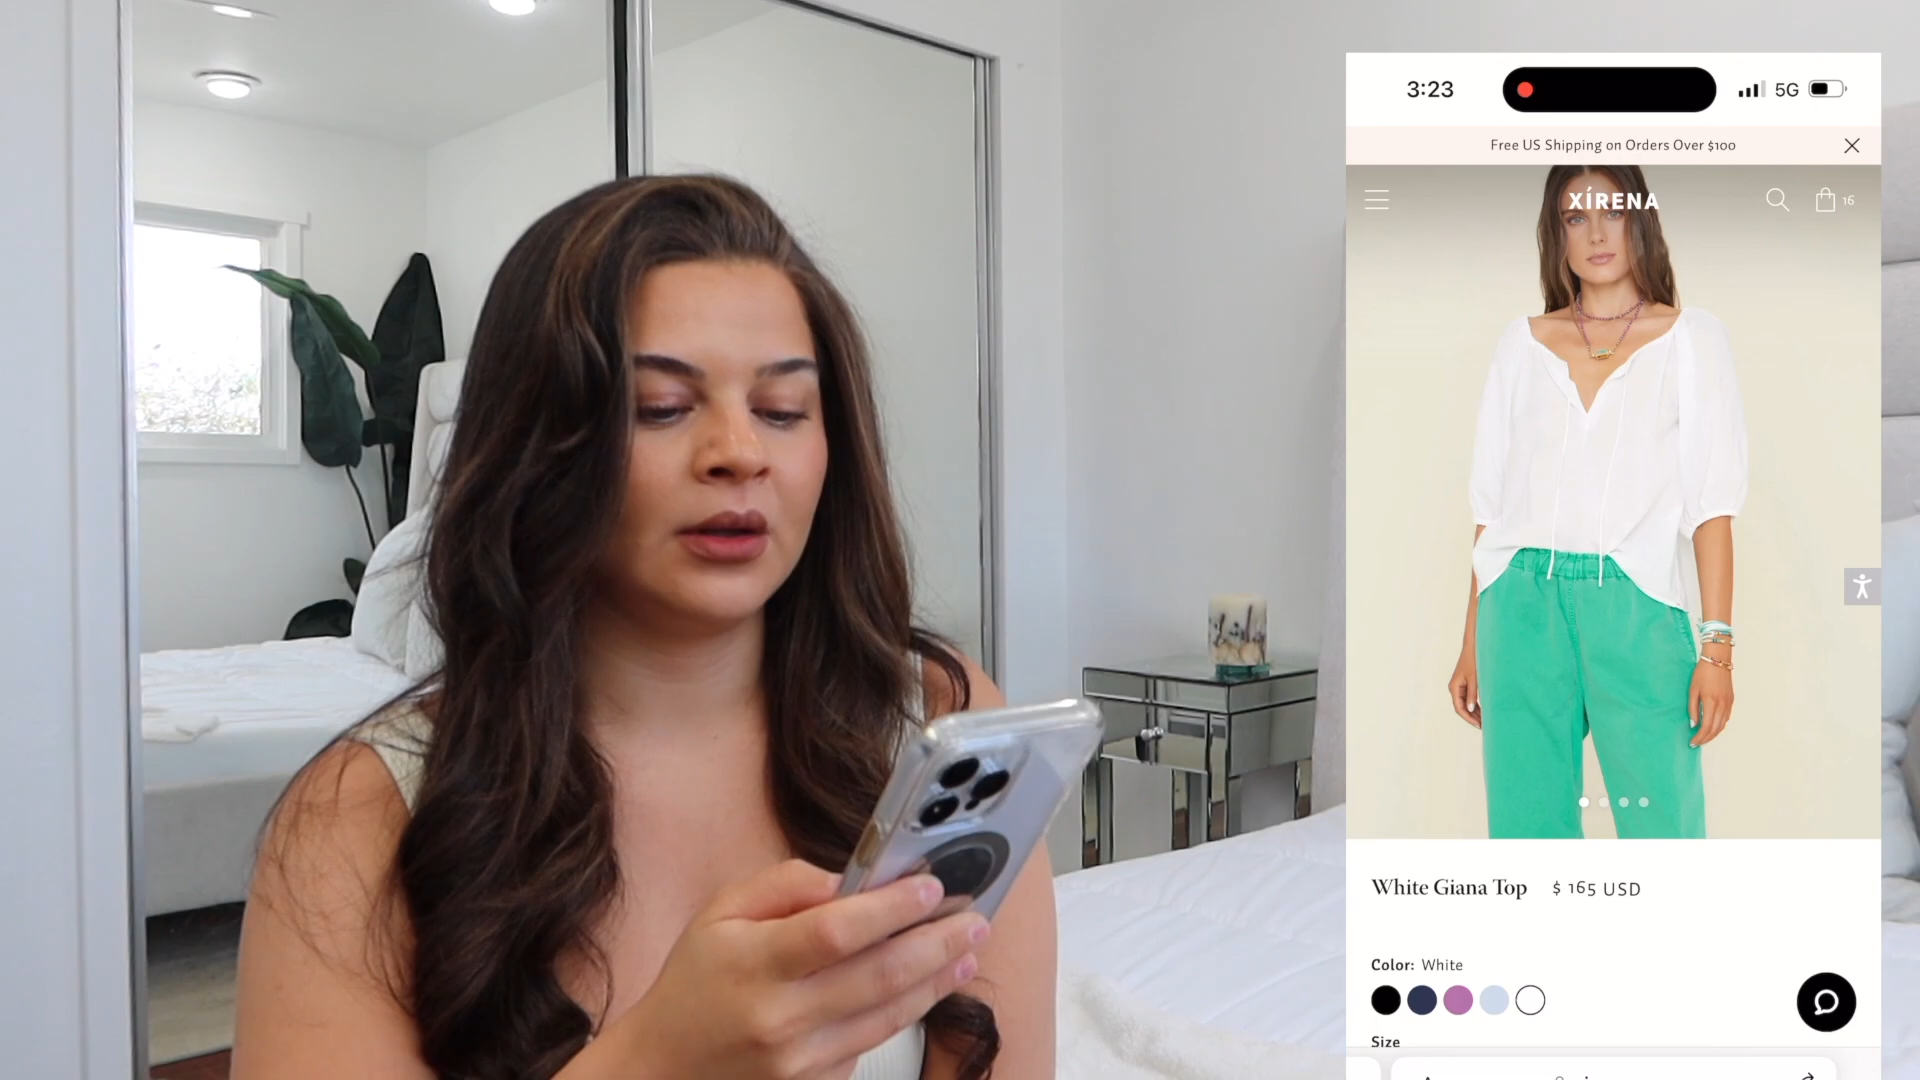 3:23
5G
Free US Shipping on Orders Over $100
XÍRENA
16
White Giana Top $ 165 USD
Color: White
Size